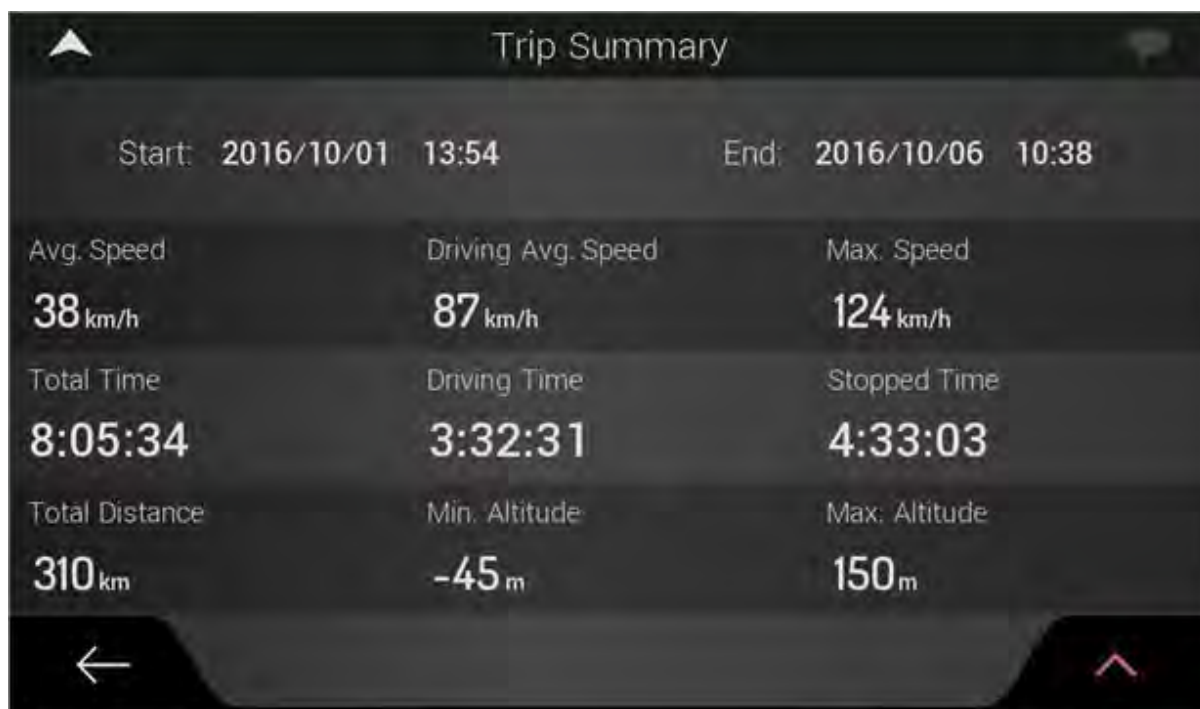 Trip Summary
Start: 2016/10/01 13:54 End: 2016/10/06 10:38
Avg. Speed Driving Avg. Speed Max. Speed
38 km/h 87 km/h 124 km/h
Total Time Driving Time Stopped Time
8:05:34 3:32:31 4:33:03
Total Distance Min. Altitude Max. Altitude
310 km -45 m 150 m